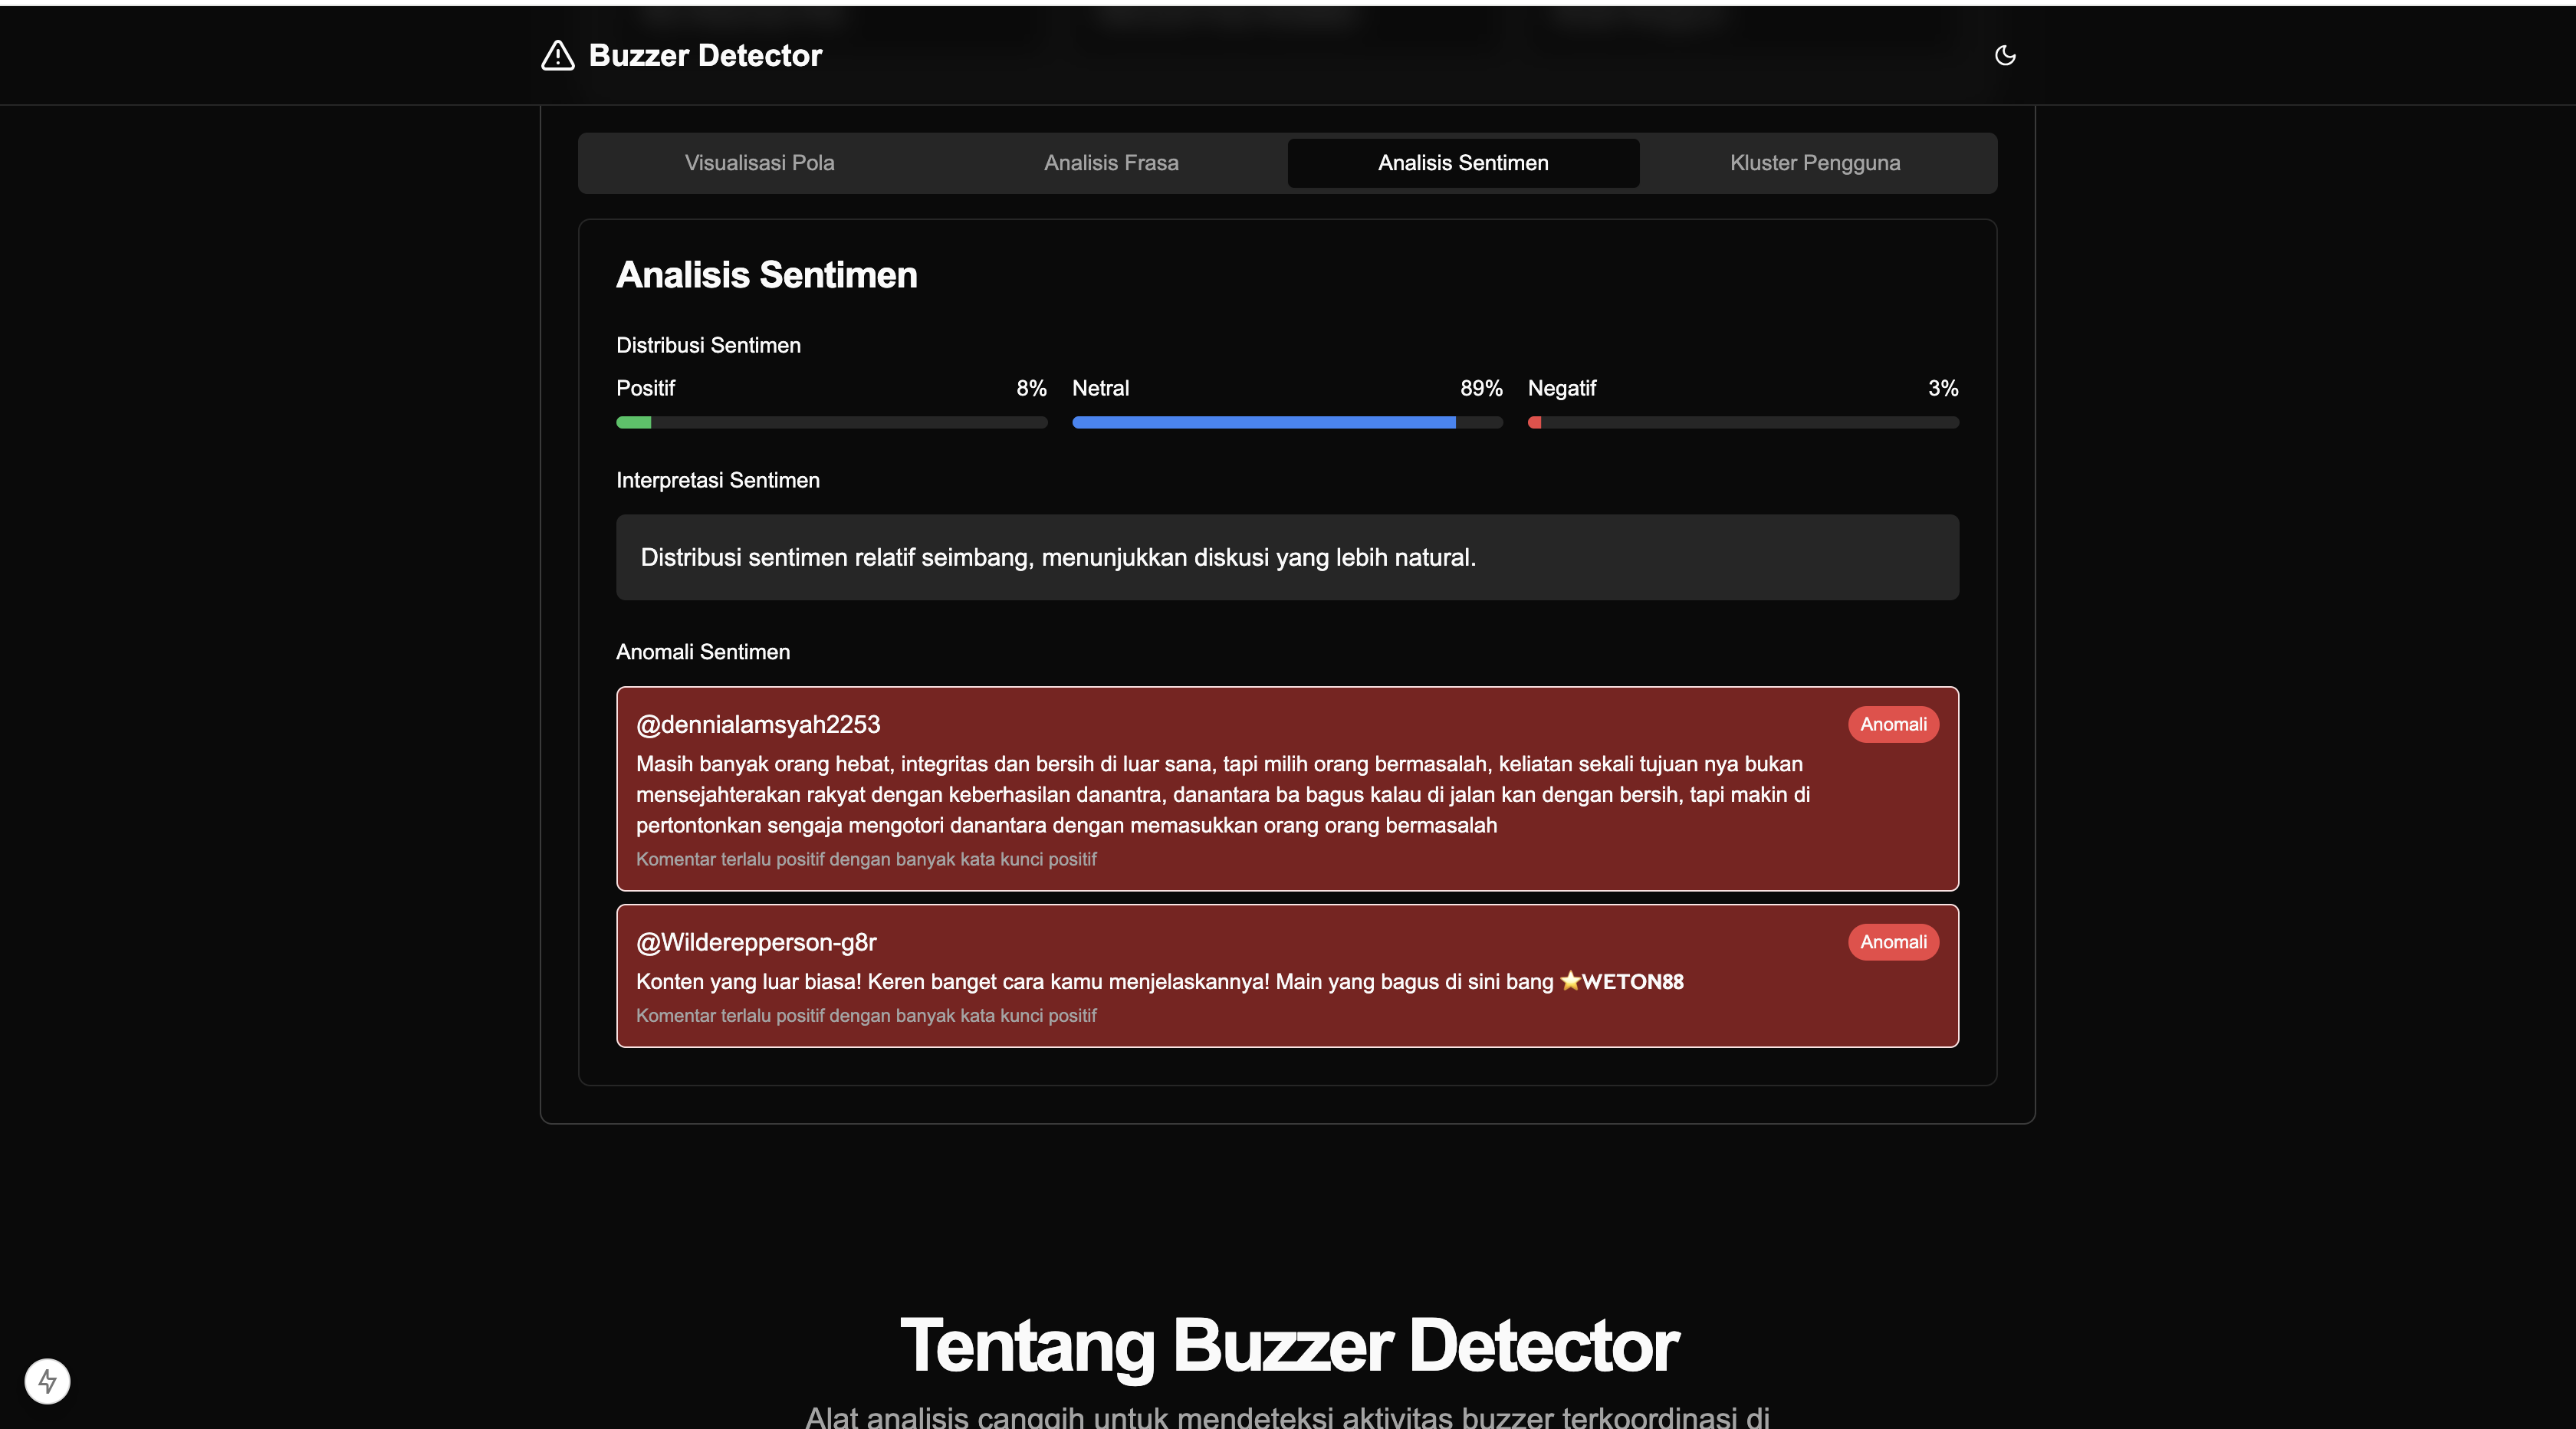 Buzzer Detector
Visualisasi Pola
Analisis Frasa
Analisis Sentimen
Kluster Pengguna
Analisis Sentimen
Distribusi Sentimen
Positif 8%
Netral 89%
Negatif 3%
Interpretasi Sentimen
Distribusi sentimen relatif seimbang, menunjukkan diskusi yang lebih natural.
Anomali Sentimen
@dennialamsyah2253
Anomali
Masih banyak orang hebat, integritas dan bersih di luar sana, tapi milih orang bermasalah, keliatan sekali tujuan nya bukan
mensejahterakan rakyat dengan keberhasilan danantra, danantara ba bagus kalau di jalan kan dengan bersih, tapi makin di
pertontonkan sengaja mengotori danantara dengan memasukkan orang orang bermasalah
Komentar terlalu positif dengan banyak kata kunci positif
@Wilderepperson-g8r
Anomali
Konten yang luar biasa! Keren banget cara kamu menjelaskannya! Main yang bagus di sini bang ⭐WETON88
Komentar terlalu positif dengan banyak kata kunci positif
Tentang Buzzer Detector
Alat analisis canggih untuk mendeteksi aktivitas buzzer terkoordinasi di